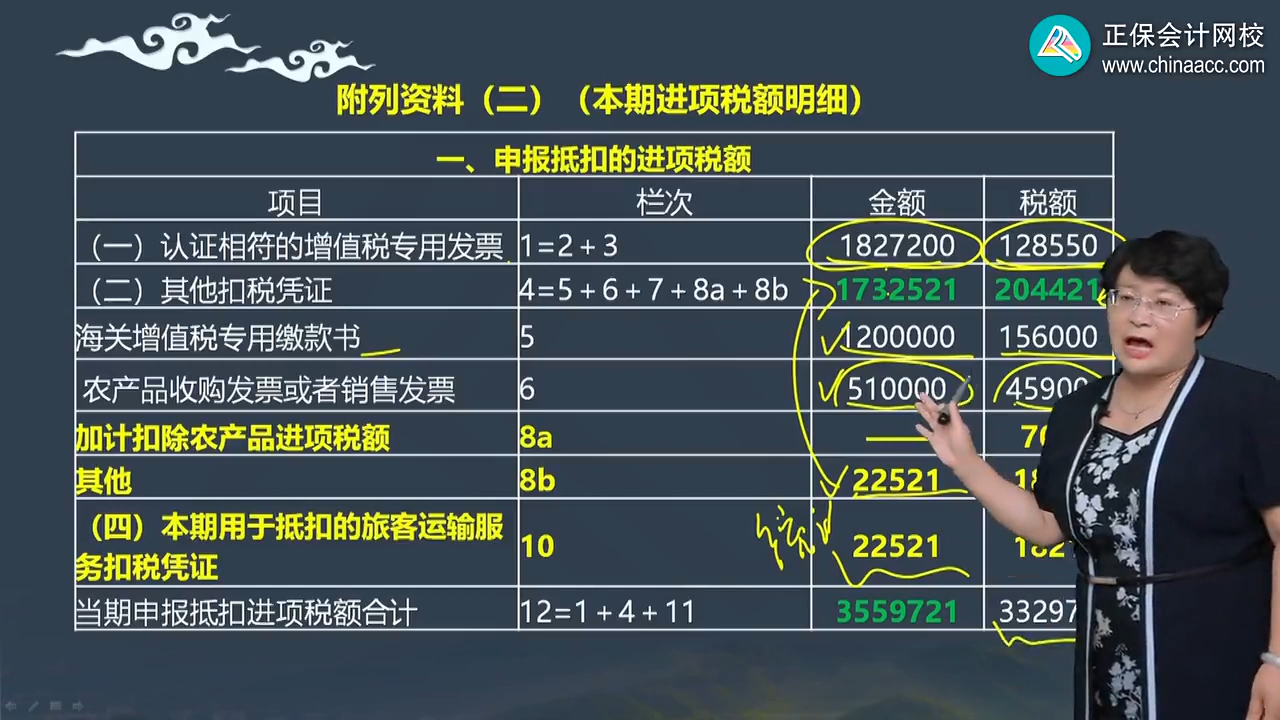 正保会计网校
www.chinaacc.com
附列资料（二）（本期进项税额明细）
一、申报抵扣的进项税额
项目 栏次 金额 税额
（一）认证相符的增值税专用发票 1=2+3 1827200 128550
（二）其他扣税凭证 4=5+6+7+8a+8b 1732521 204421
海关增值税专用缴款书 5 1200000 156000
农产品收购发票或者销售发票 6 510000 45900
加计扣除农产品进项税额 8a ——
其他 8b 22521
（四）本期用于抵扣的旅客运输服
务扣税凭证 10 22521
当期申报抵扣进项税额合计 12=1+4+11 3559721